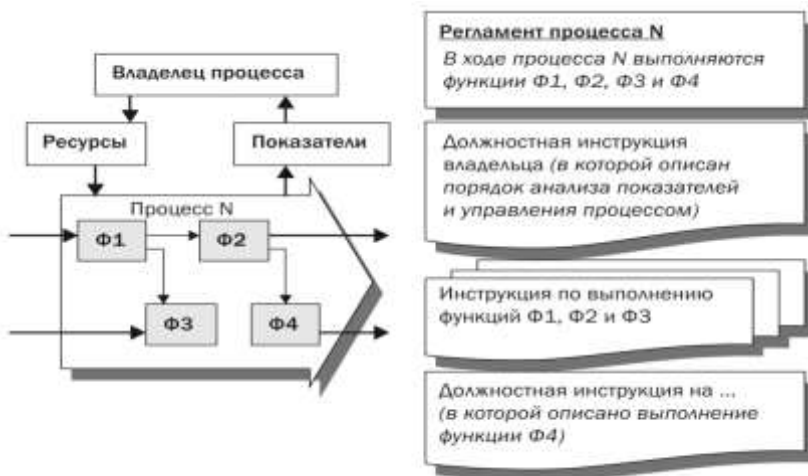 Владелец процесса
Ресурсы
Показатели
Процесс N
Ф1
Ф2
Ф3
Ф4
Регламент процесса N
В ходе процесса N выполняются
функции Ф1, Ф2, Ф3 и Ф4
Должностная инструкция
владельца (в которой описан
порядок анализа показателей
и управления процессом)
Инструкция по выполнению
функций Ф1, Ф2 и Ф3
Должностная инструкция на ...
(в которой описано выполнение
функции Ф4)